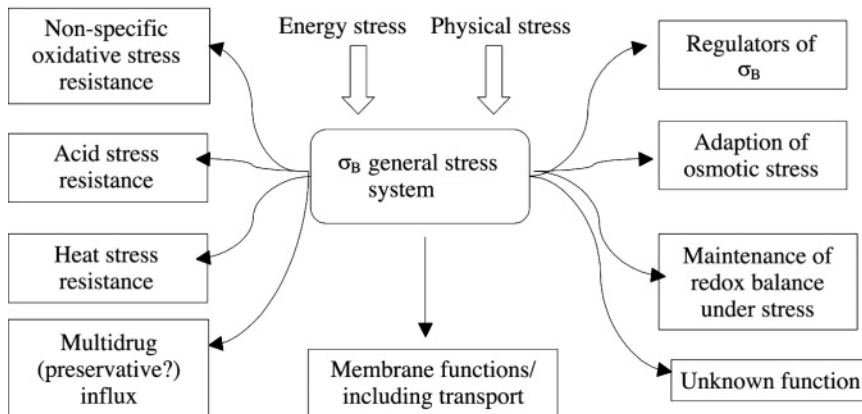 Non-specific
oxidative stress
resistance
Energy stress
Physical stress
Regulators of
σB
Acid stress
resistance
σB general stress
system
Adaption of
osmotic stress
Heat stress
resistance
Maintenance of
redox balance
under stress
Multidrug
(preservative?)
influx
Membrane functions/
including transport
Unknown function